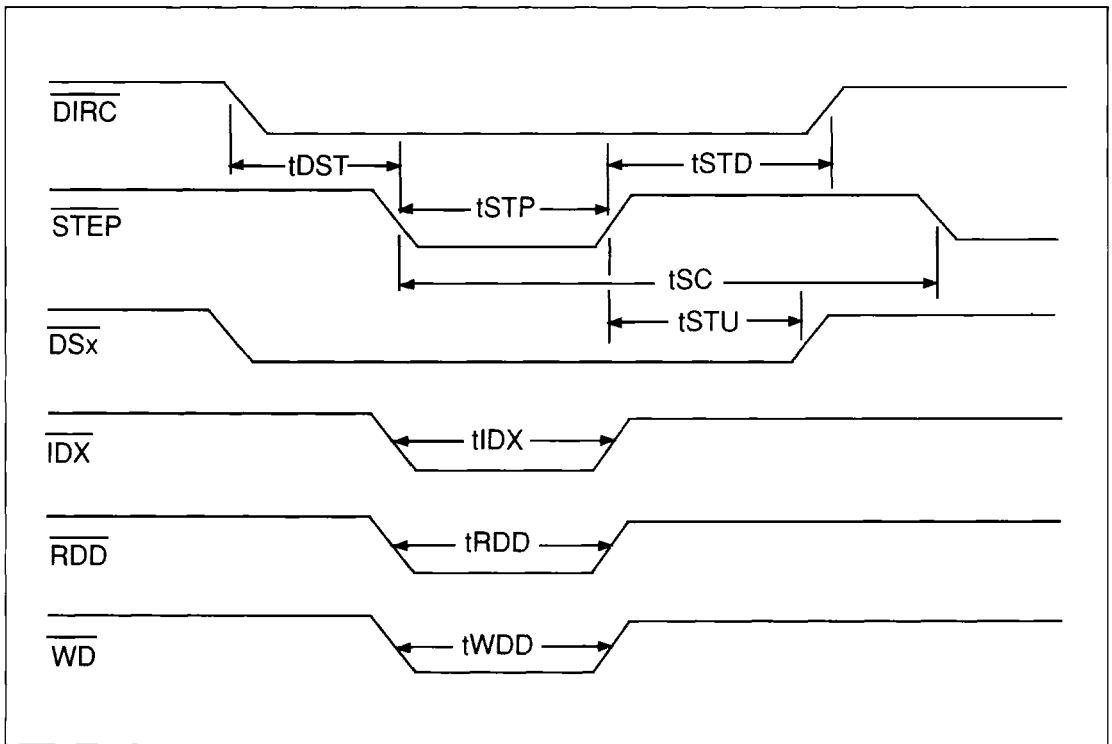 DIRC
tDST
tSTD
STEP
tSTP
tSC
DSx
tSTU
IDX
tIDX
RDD
tRDD
WD
tWDD